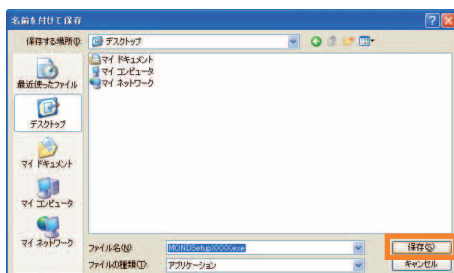 名前を付けて保存
保存する場所(I):
デスクトップ
最近使ったファイル
デスクトップ
マイ ドキュメント
マイ コンピュータ
マイ ネットワーク
マイ ドキュメント
マイ コンピュータ
マイ ネットワーク
ファイル名(N):
MONDSetupXXXX.exe
保存(S)
ファイルの種類(T):
アプリケーション
キャンセル